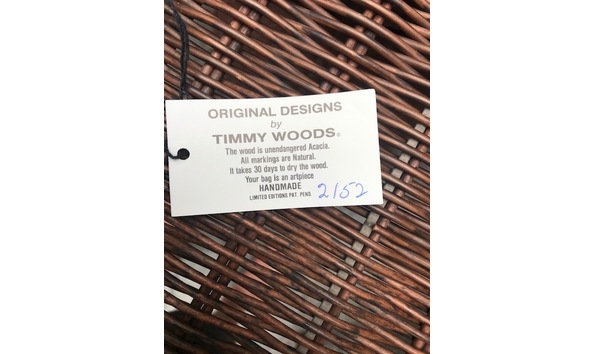 ORIGINAL DESIGNS
by
TIMMY WOODS®
The wood is unendangered Acacia.
All markings are Natural.
It takes 30 days to dry the wood.
Your bag is an artpiece
HANDMADE
LIMITED EDITIONS PAT. PEND. 2152